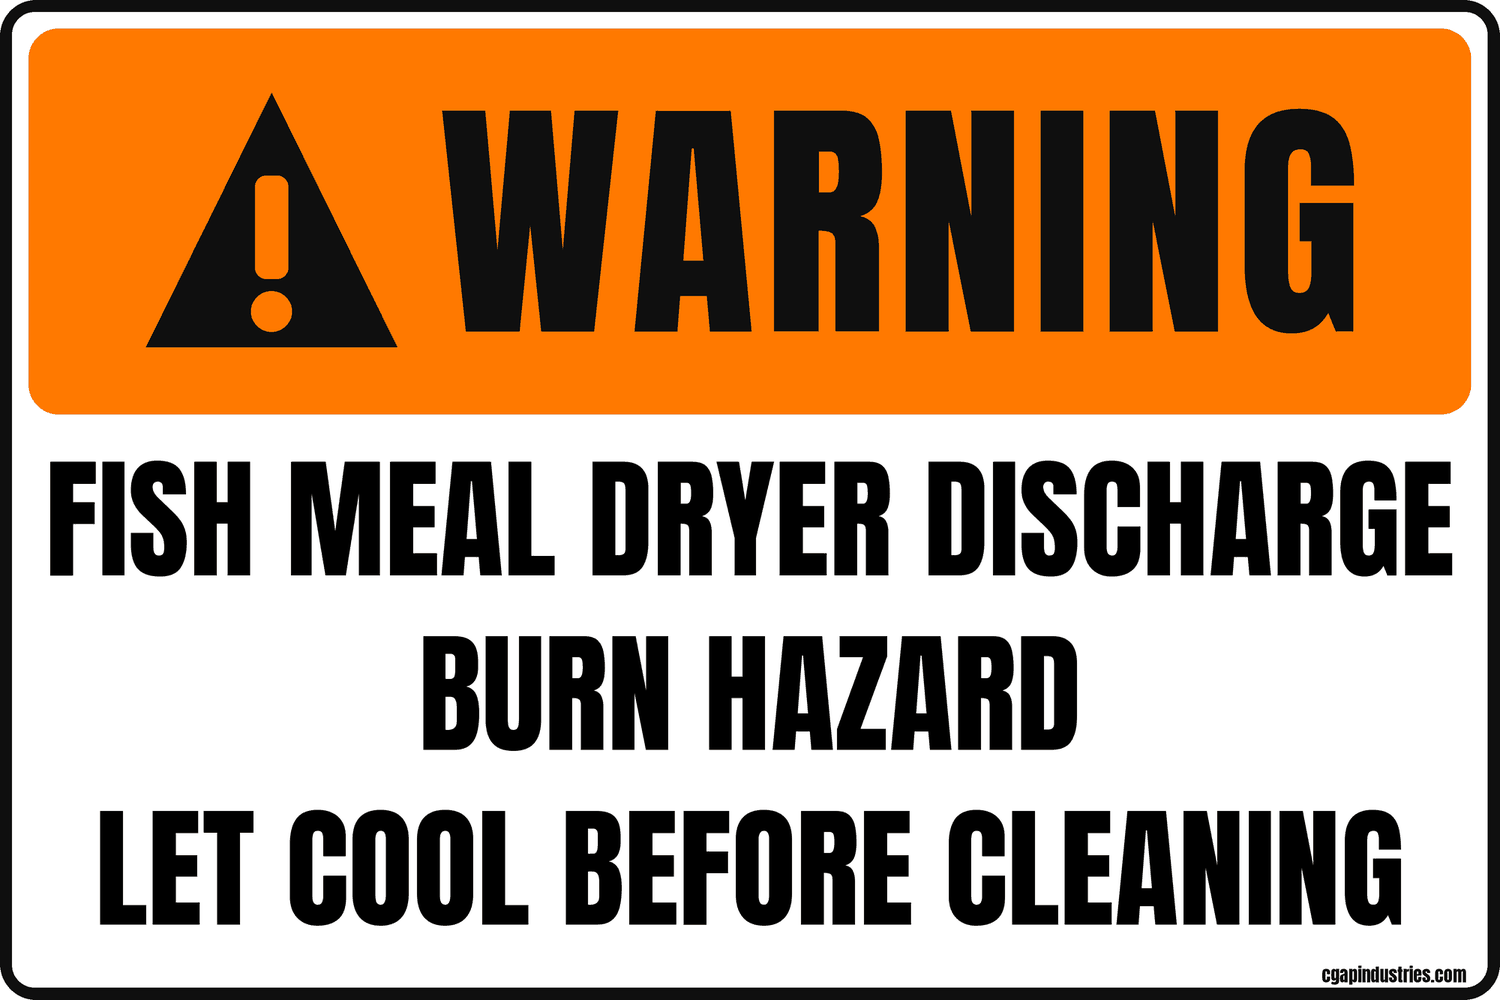 WARNING
FISH MEAL DRYER DISCHARGE
BURN HAZARD
LET COOL BEFORE CLEANING
cgapindustries.com